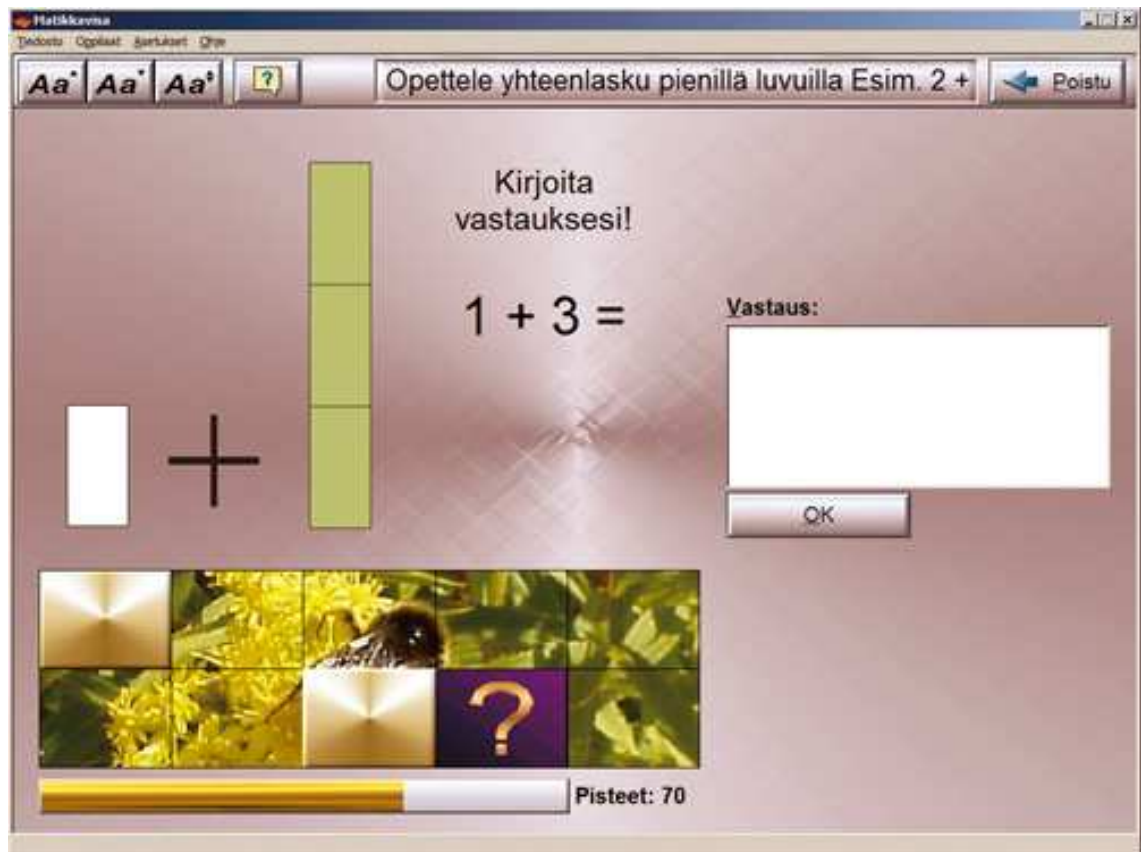 Matikkavisa
Tiedosto Oppilaat Asetukset Ohje
Aa Aa Aa ? Opettele yhteenlasku pienillä luvuilla Esim. 2 + Poistu
Kirjoita
vastauksesi!
1 + 3 =
Vastaus:
+
OK
?
Pisteet: 70